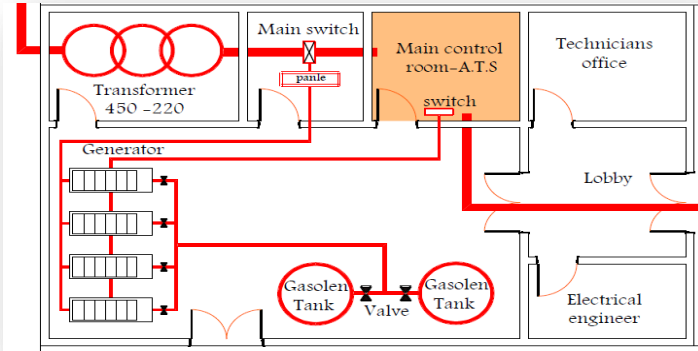 Main switch
panle
Transformer
450 -220
Main control
room-A.T.S
switch
Technicians
office
Generator
Lobby
Gasolen
Tank
Valve
Gasolen
Tank
Electrical
engineer